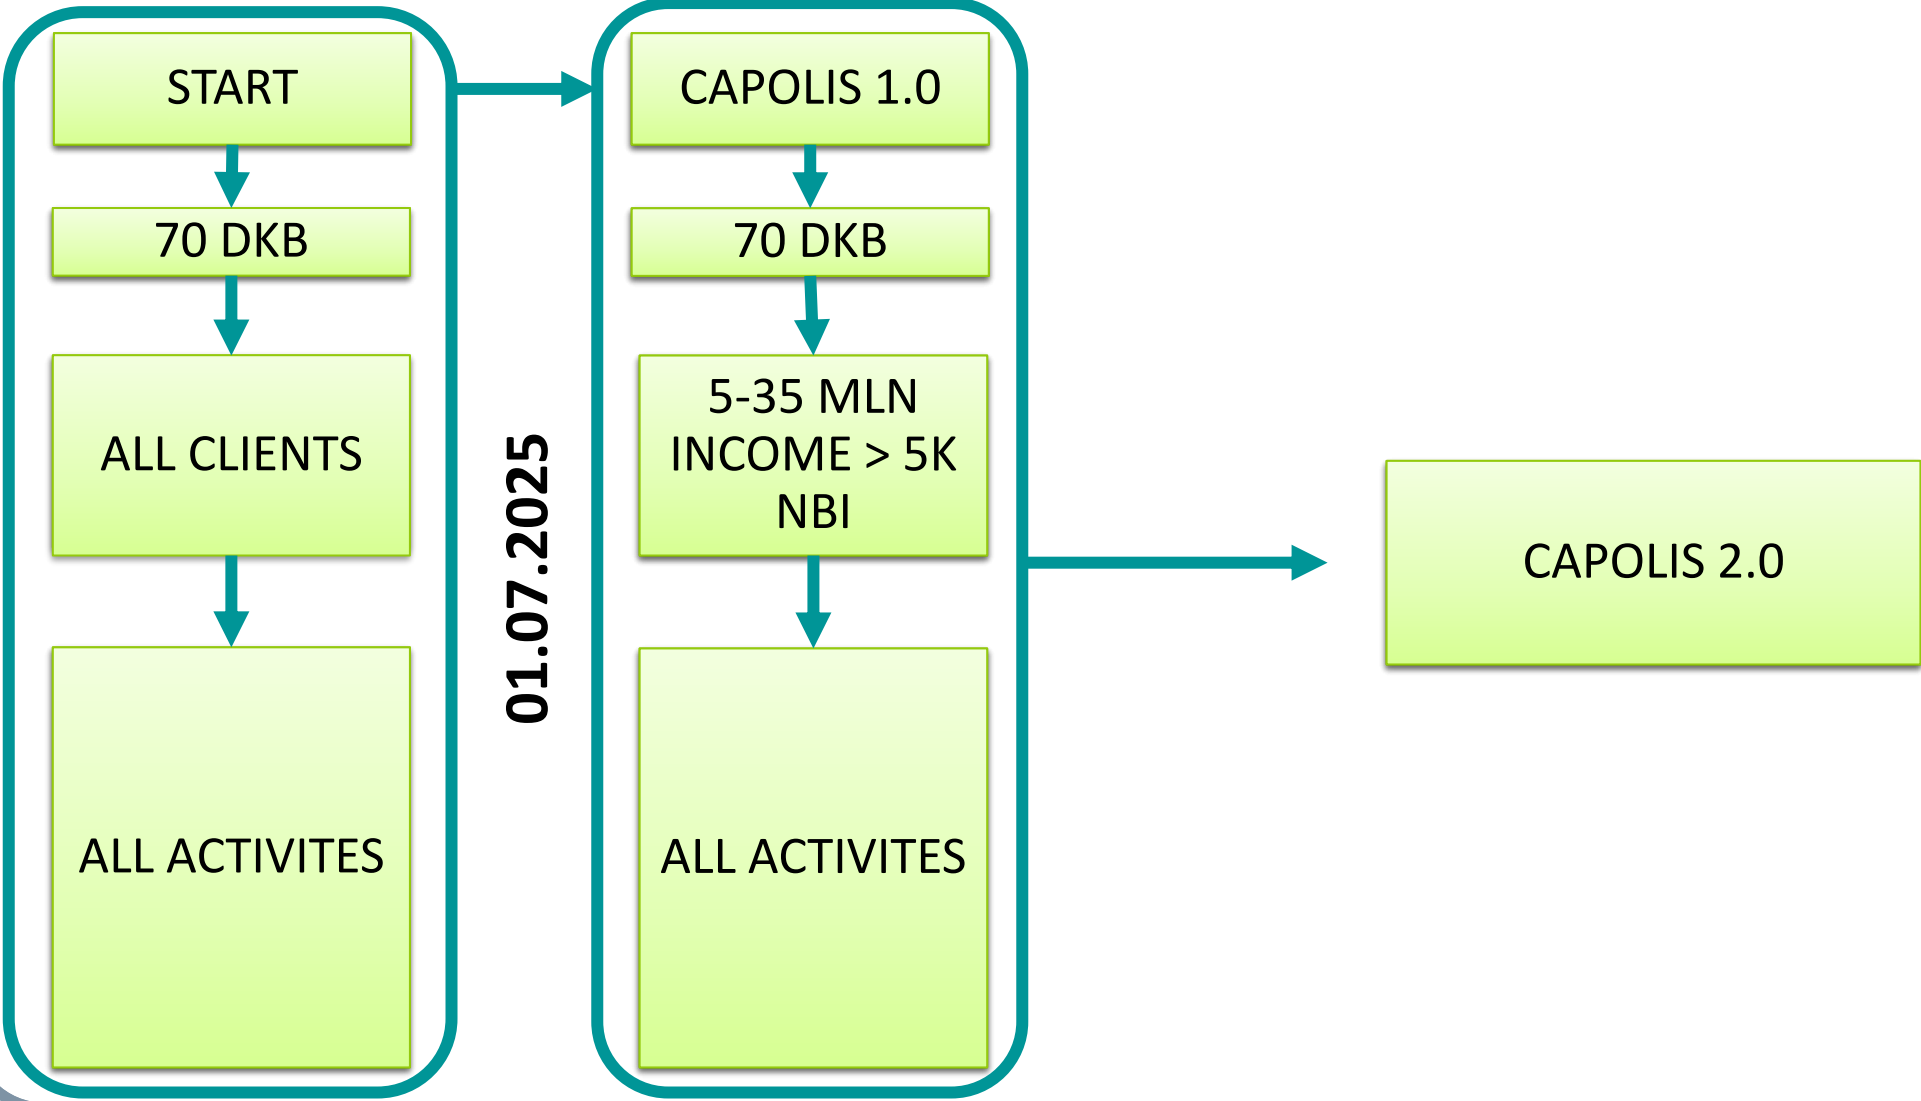 START
70 DKB
ALL CLIENTS
ALL ACTIVITES
01.07.2025
CAPOLIS 1.0
70 DKB
5-35 MLN
INCOME > 5K
NBI
ALL ACTIVITES
CAPOLIS 2.0